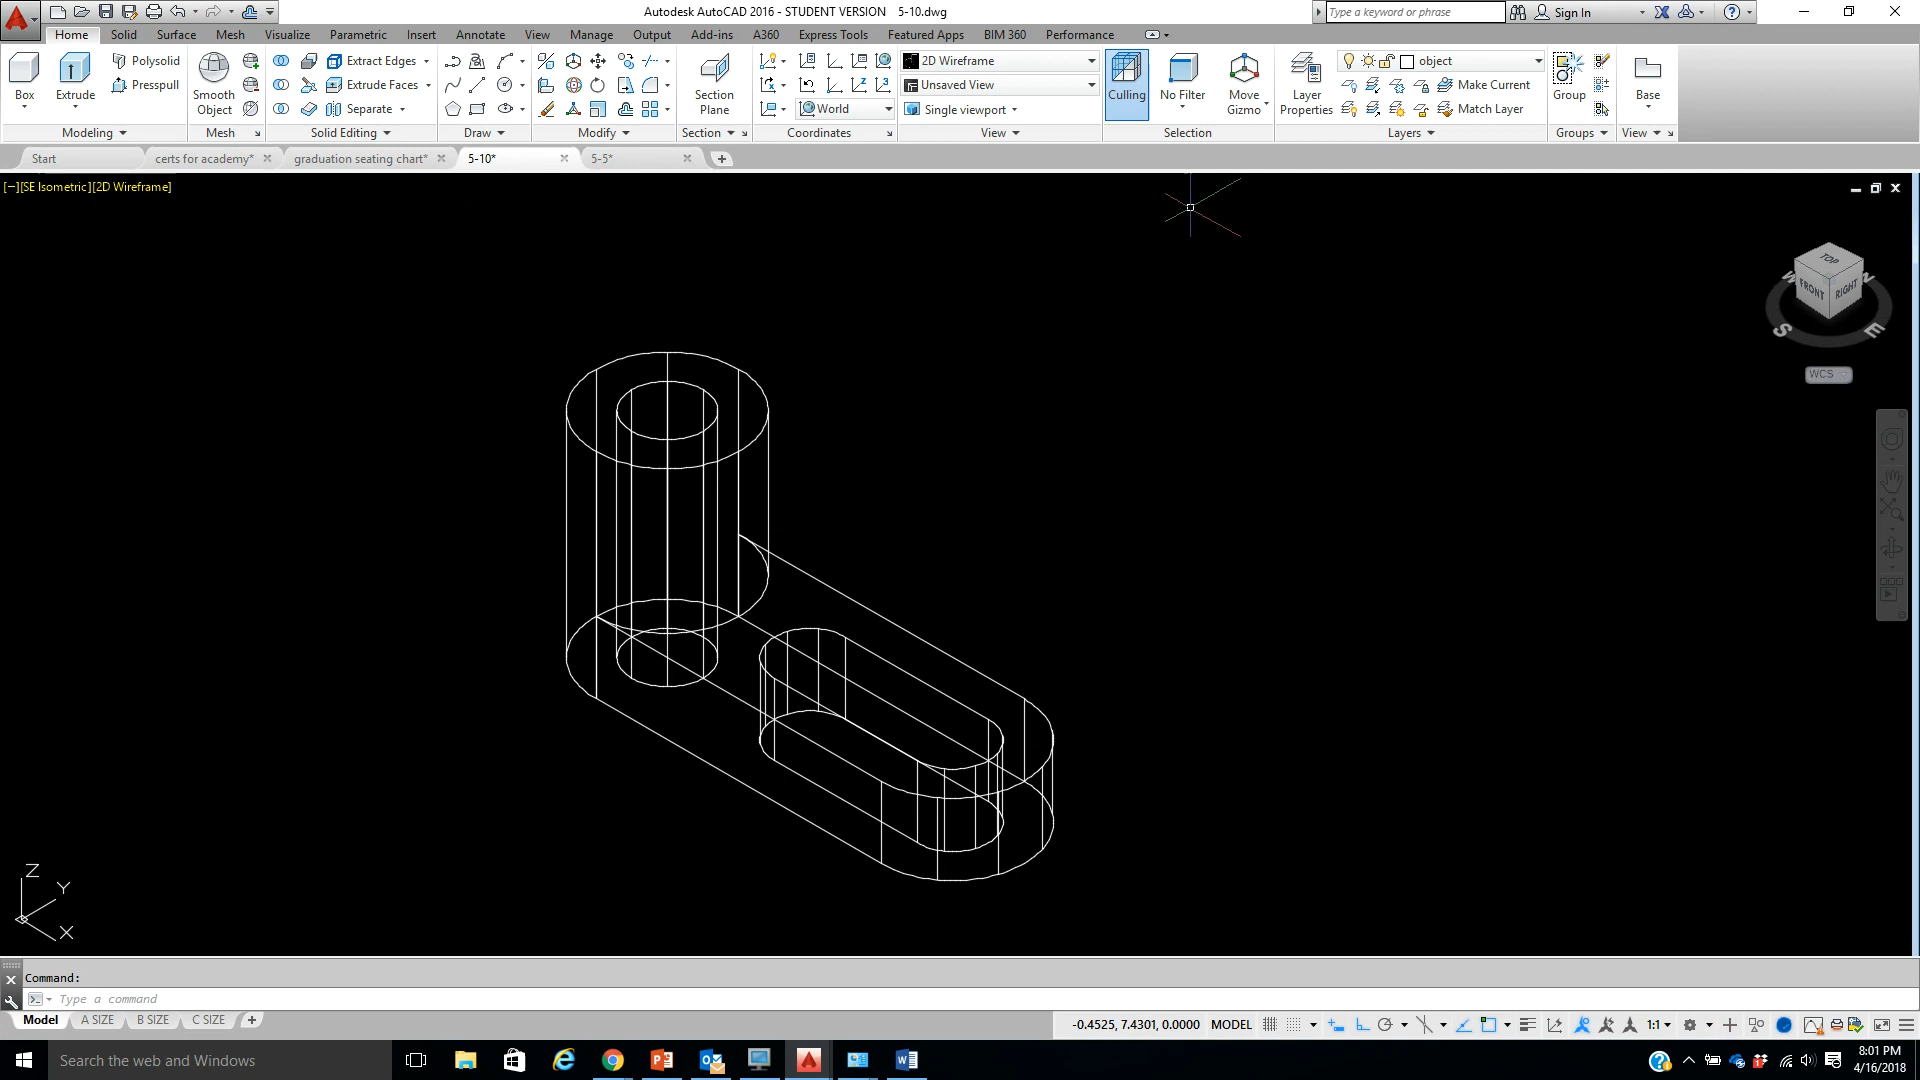 Autodesk AutoCAD 2016 - STUDENT VERSION 5-10.dwg
Type a keyword or phrase
Sign In
Home Solid Surface Mesh Visualize Parametric Insert Annotate View Manage Output Add-ins A360 Express Tools Featured Apps BIM 360 Performance
Box
Extrude
Polysolid
Presspull
Smooth Object
Extract Edges
Extrude Faces
Separate
Section Plane
World
2D Wireframe
Unsaved View
Single viewport
Culling
No Filter
Move Gizmo
Layer Properties
object
Make Current
Match Layer
Group
Base
Modeling Mesh Solid Editing Draw Modify Section Coordinates View Selection Layers Groups View
Start certs for academy* graduation seating chart* 5-10* 5-5*
[−][SE Isometric][2D Wireframe]
TOP
FRONT
RIGHT
W
N
S
E
WCS
Z
Y
X
Command:
Type a command
Model A SIZE B SIZE C SIZE
-0.4525, 7.4301, 0.0000 MODEL 1:1
Search the web and Windows
8:01 PM
4/16/2018